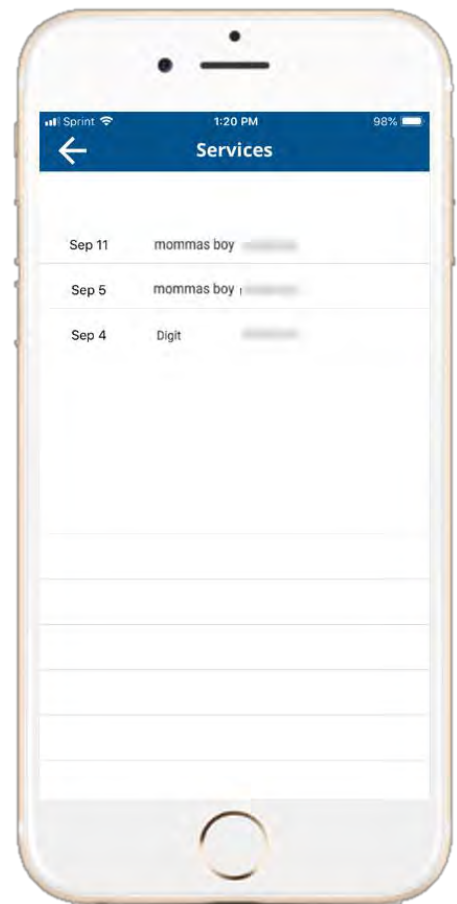 Sprint 1:20 PM 98%
Services
Sep 11 mommas boy
Sep 5 mommas boy
Sep 4 Digit